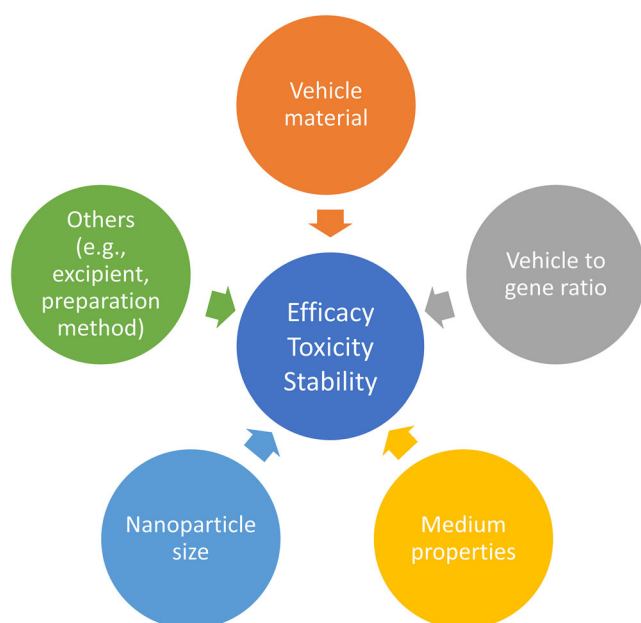 Vehicle
material
Others
(e.g.,
excipient,
preparation
method)
Vehicle to
gene ratio
Efficacy
Toxicity
Stability
Nanoparticle
size
Medium
properties